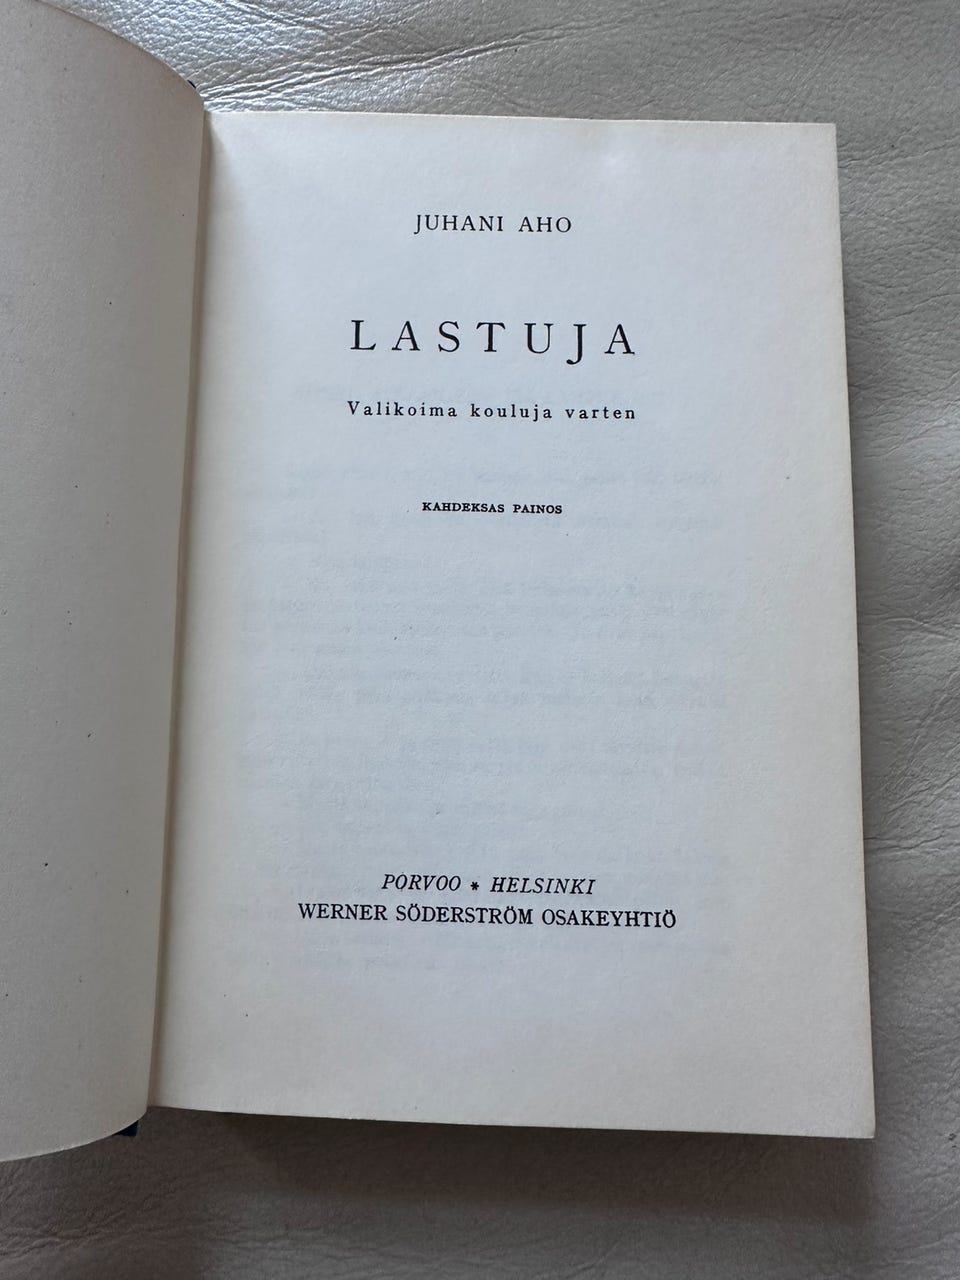 JUHANI AHO
LASTUJA
Valikoima kouluja varten
KAHDEKSAS PAINOS
PORVOO * HELSINKI
WERNER SÖDERSTRÖM OSAKEYHTIÖ